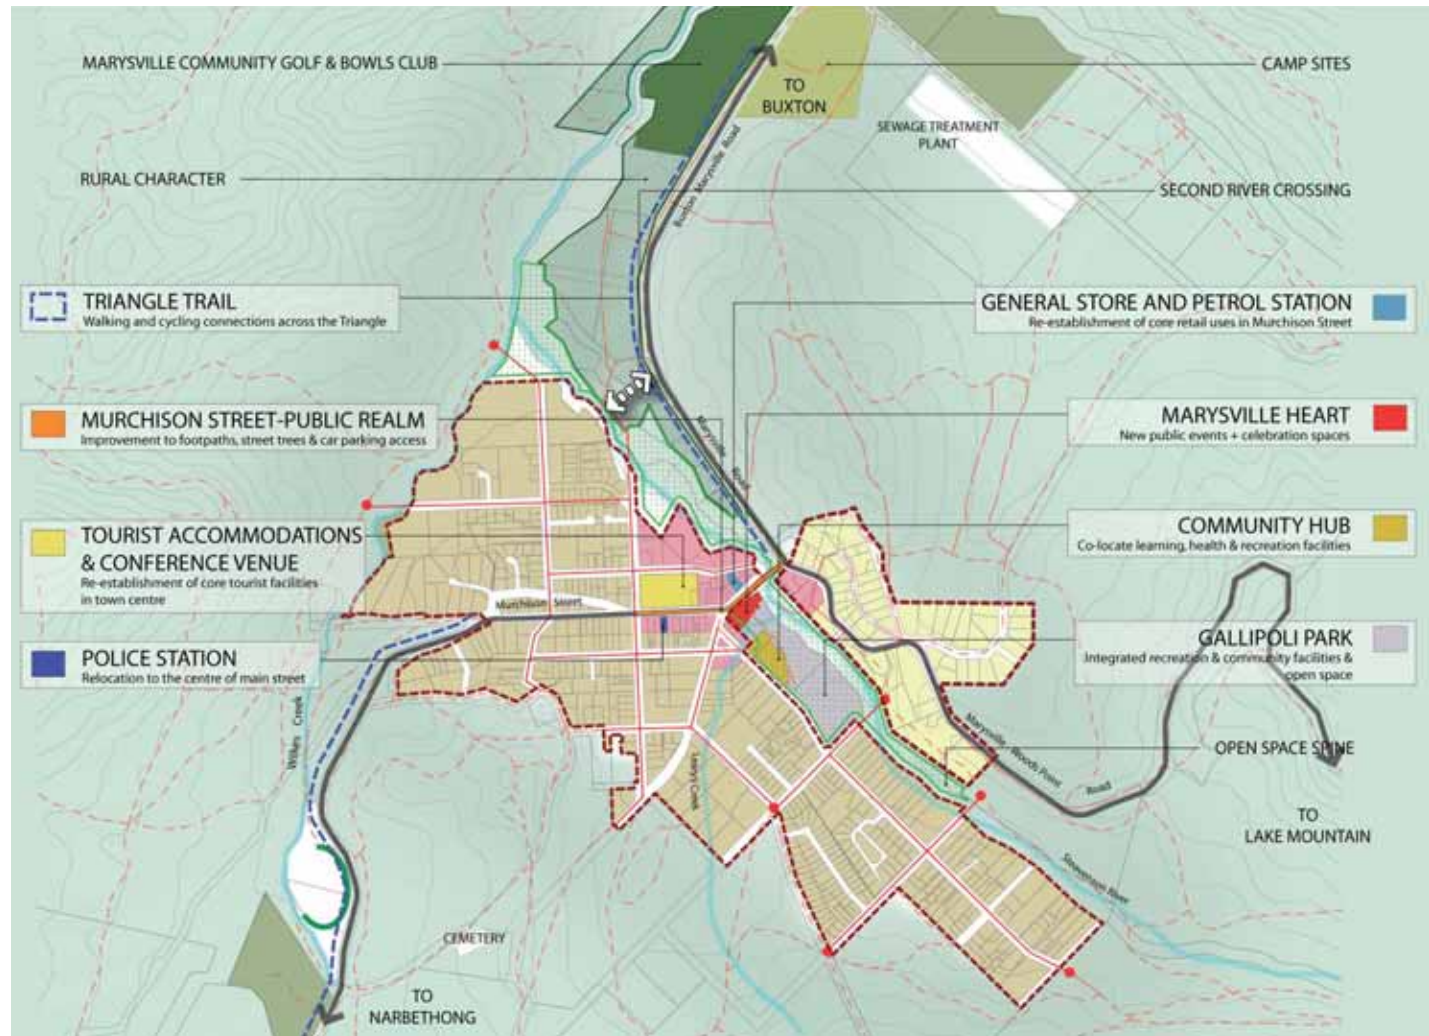 MARYSVILLE COMMUNITY GOLF & BOWLS CLUB
CAMP SITES
TO
BUXTON
SEWAGE TREATMENT
PLANT
Buxton Marysville Road
RURAL CHARACTER
SECOND RIVER CROSSING
TRIANGLE TRAIL
Walking and cycling connections across the Triangle
GENERAL STORE AND PETROL STATION
Re-establishment of core retail uses in Murchison Street
MURCHISON STREET-PUBLIC REALM
Improvement to footpaths, street trees & car parking access
Marysville Road
MARYSVILLE HEART
New public events + celebration spaces
TOURIST ACCOMMODATIONS
& CONFERENCE VENUE
Re-establishment of core tourist facilities
in town centre
COMMUNITY HUB
Co-locate learning, health & recreation facilities
Murchison Street
POLICE STATION
Relocation to the centre of main street
GALLIPOLI PARK
Integrated recreation & community facilities &
open space
Wilkes Creek
Leary's Creek
Marysville - Woods Point Road
OPEN SPACE SPINE
TO
LAKE MOUNTAIN
Steavenson River
CEMETERY
TO
NARBETHONG